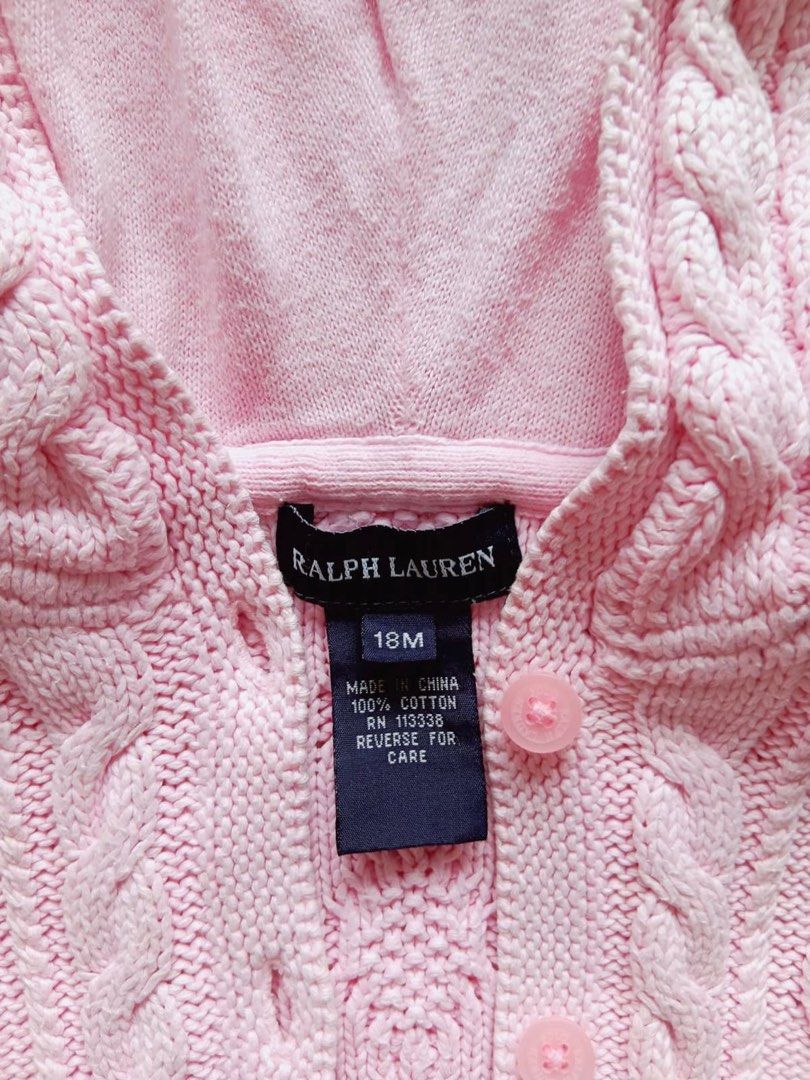 RALPH LAUREN
18M
MADE IN CHINA
100% COTTON
RN 113338
REVERSE FOR
CARE